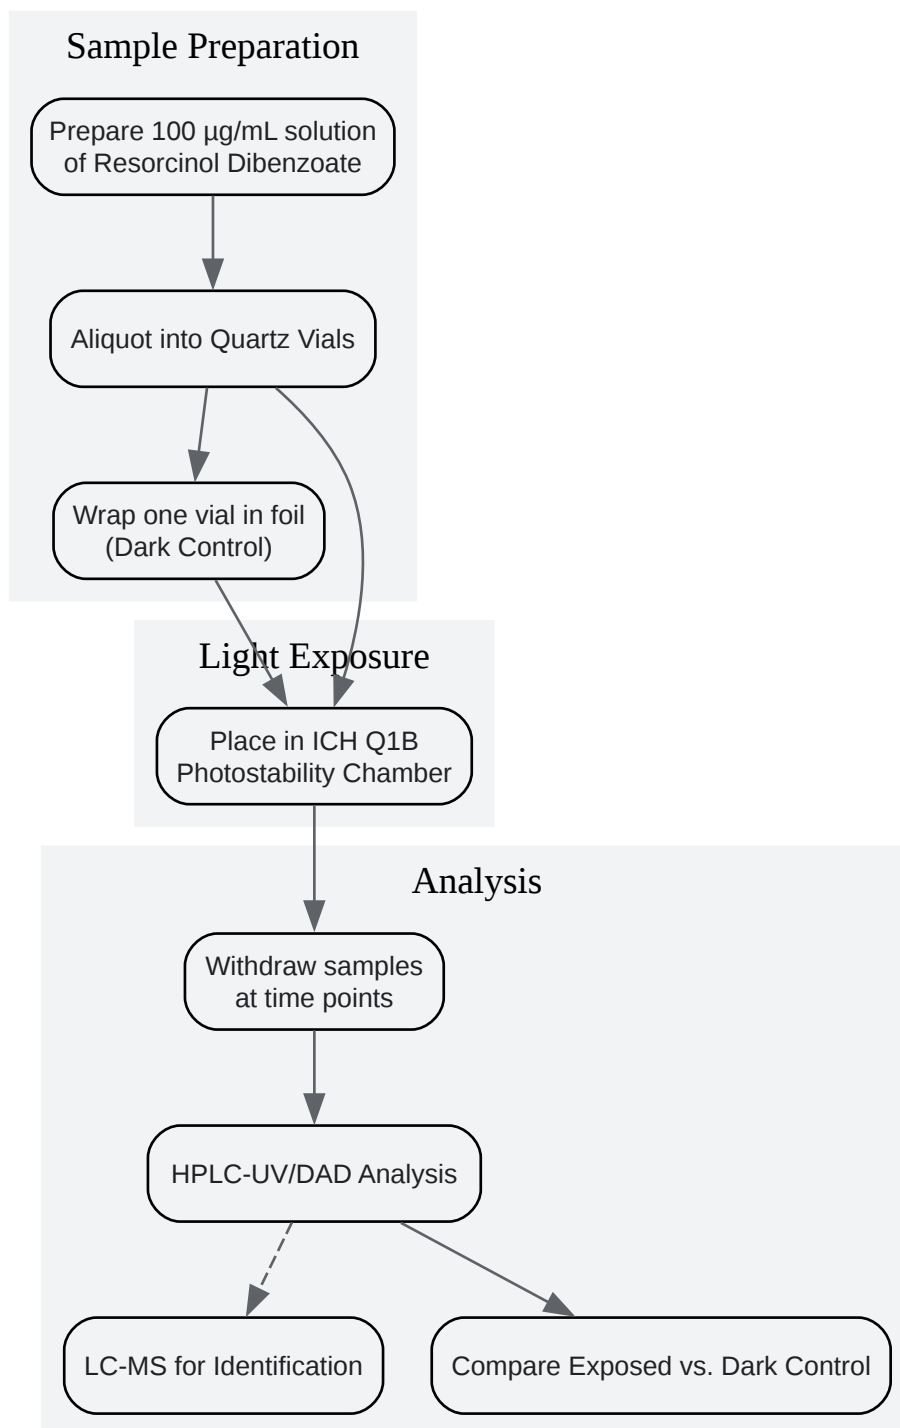 Sample Preparation
Prepare 100 µg/mL solution
of Resorcinol Dibenzoate
Aliquot into Quartz Vials
Wrap one vial in foil
(Dark Control)
Light Exposure
Place in ICH Q1B
Photostability Chamber
Analysis
Withdraw samples
at time points
HPLC-UV/DAD Analysis
LC-MS for Identification
Compare Exposed vs. Dark Control